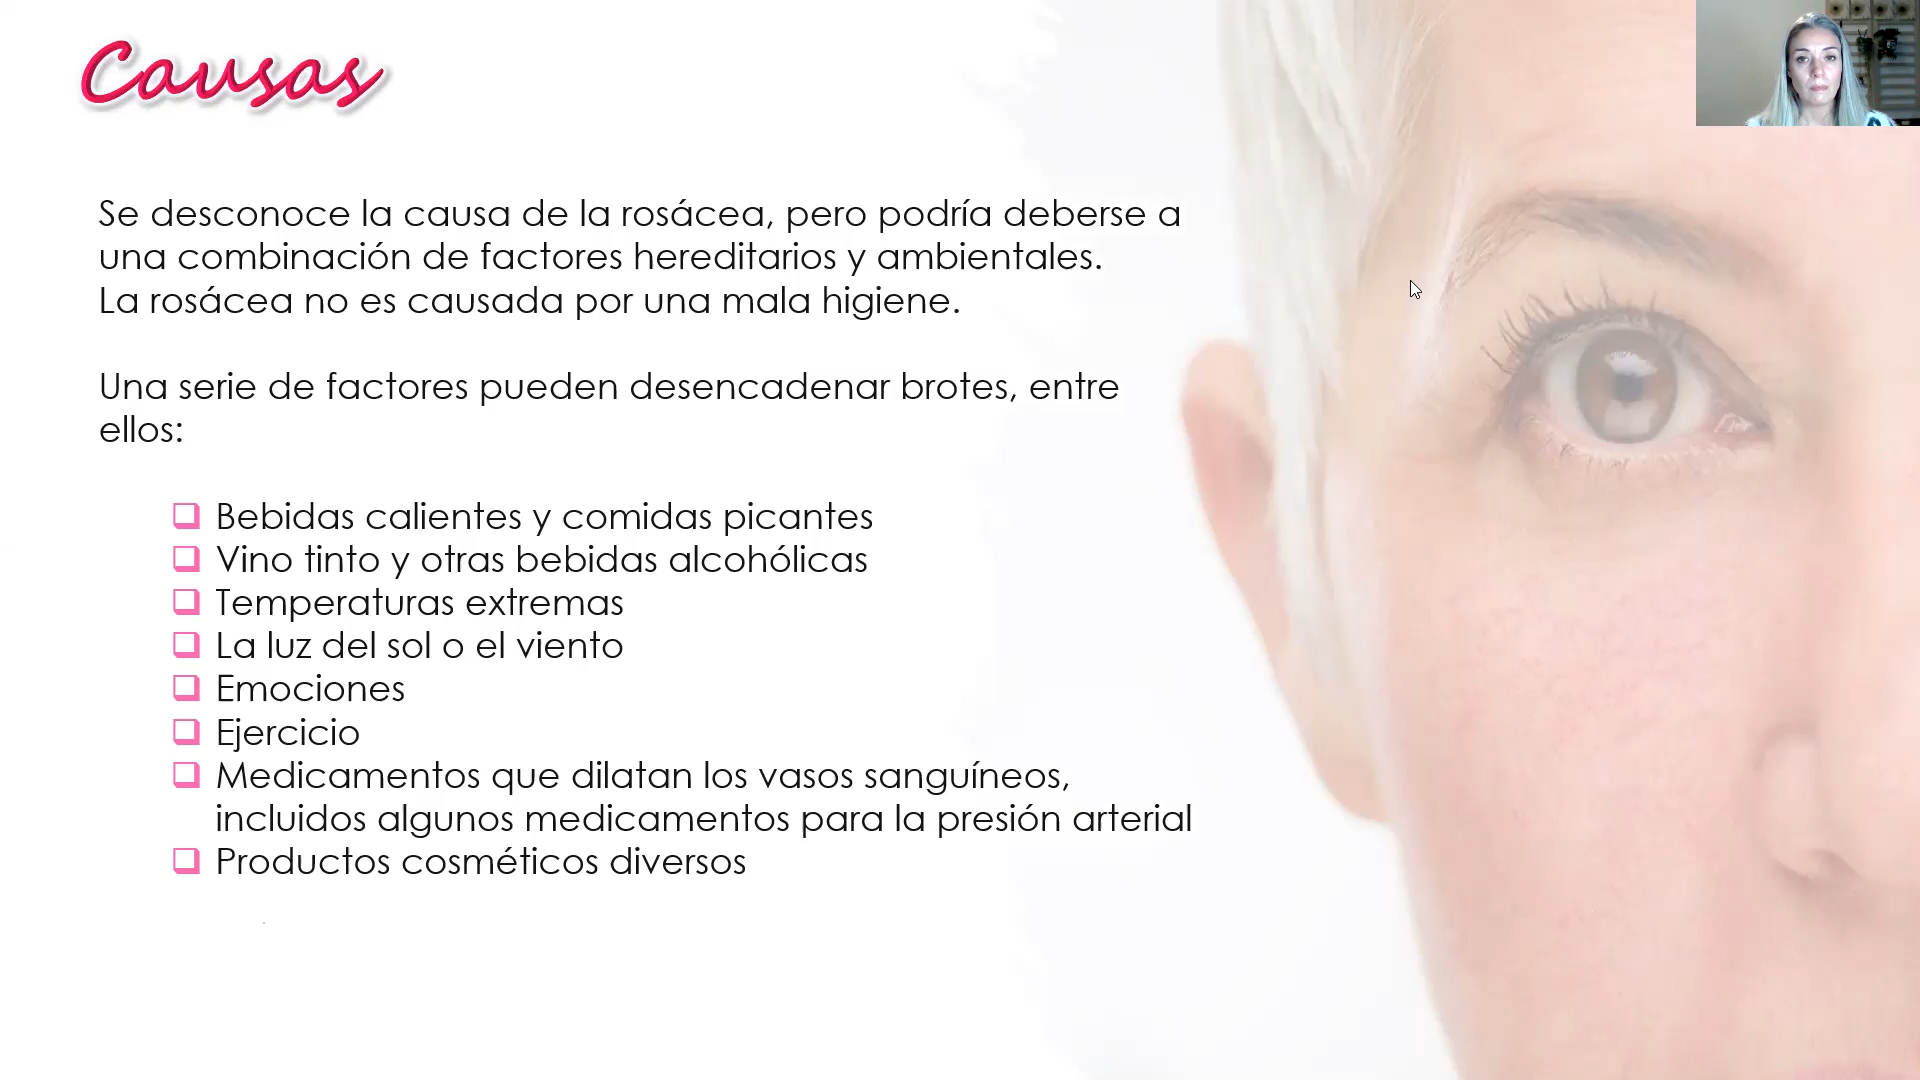 Causas
Se desconoce la causa de la rosácea, pero podría deberse a
una combinación de factores hereditarios y ambientales.
La rosácea no es causada por una mala higiene.
Una serie de factores pueden desencadenar brotes, entre
ellos:
Bebidas calientes y comidas picantes
Vino tinto y otras bebidas alcohólicas
Temperaturas extremas
La luz del sol o el viento
Emociones
Ejercicio
Medicamentos que dilatan los vasos sanguíneos,
incluidos algunos medicamentos para la presión arterial
Productos cosméticos diversos